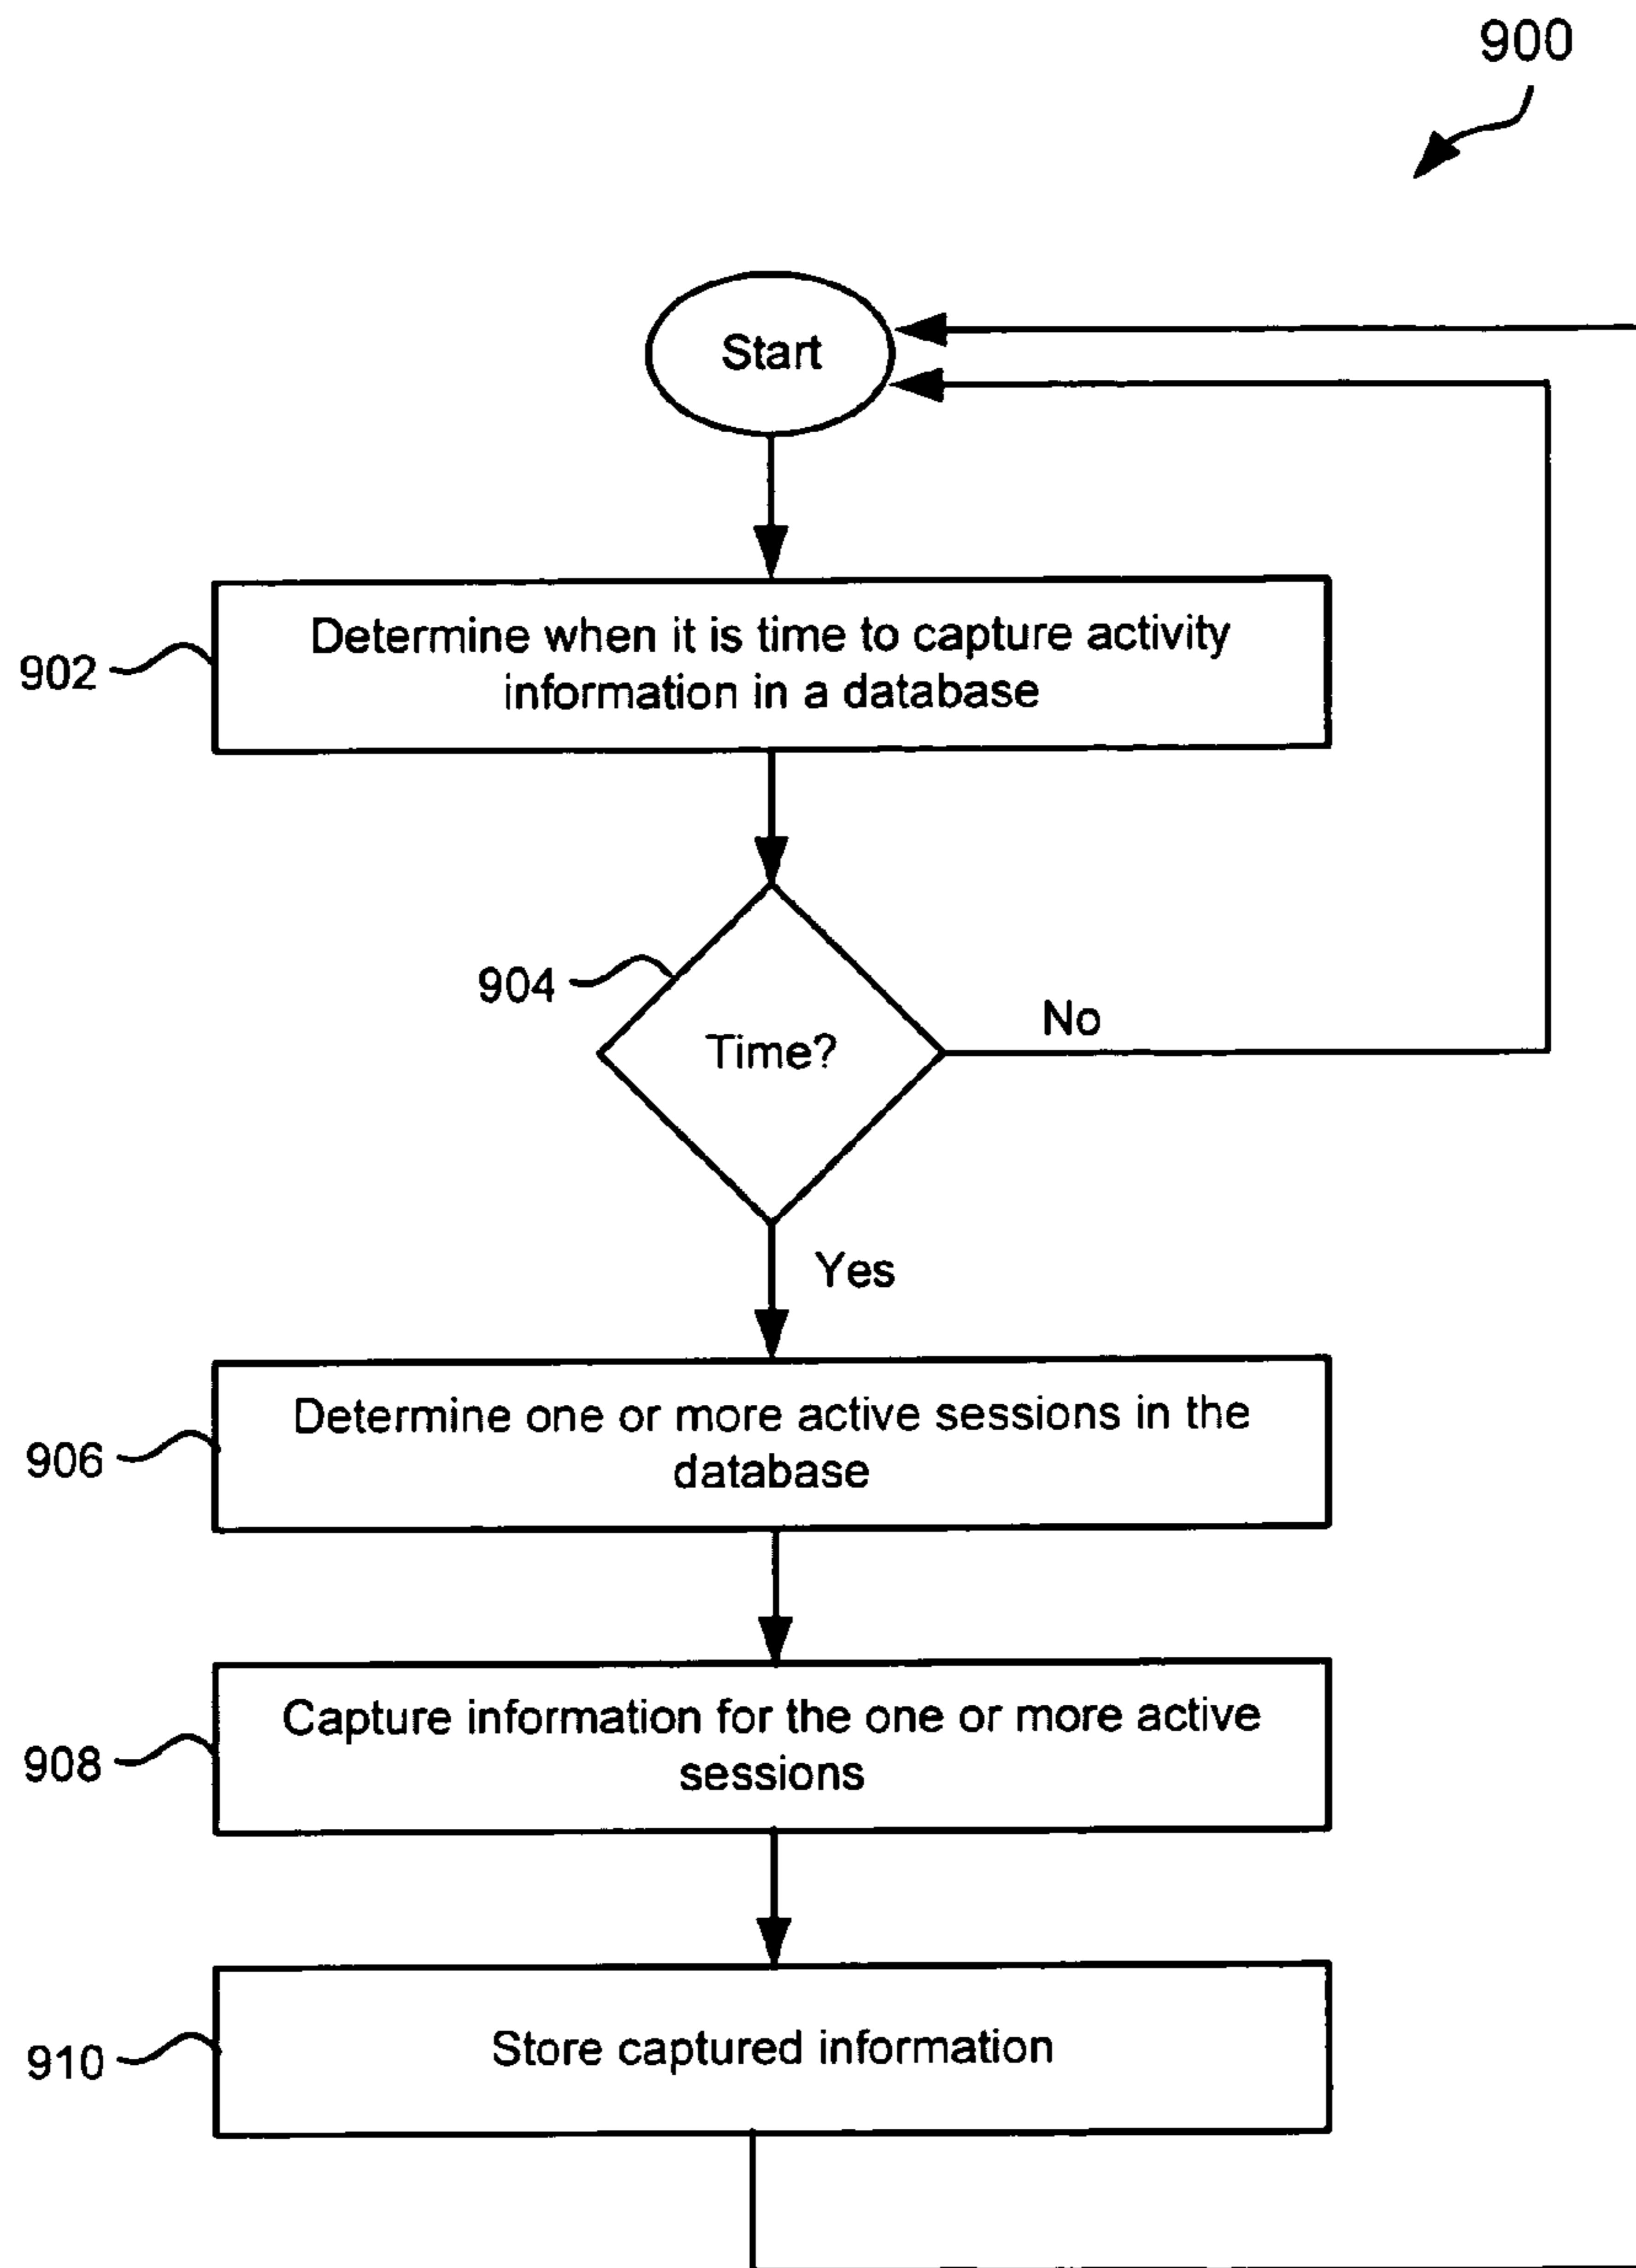 900
Start
Determine when it is time to capture activity
information in a database
902
904
Time?
No
Yes
Determine one or more active sessions in the
database
906
Capture information for the one or more active
sessions
908
Store captured information
910